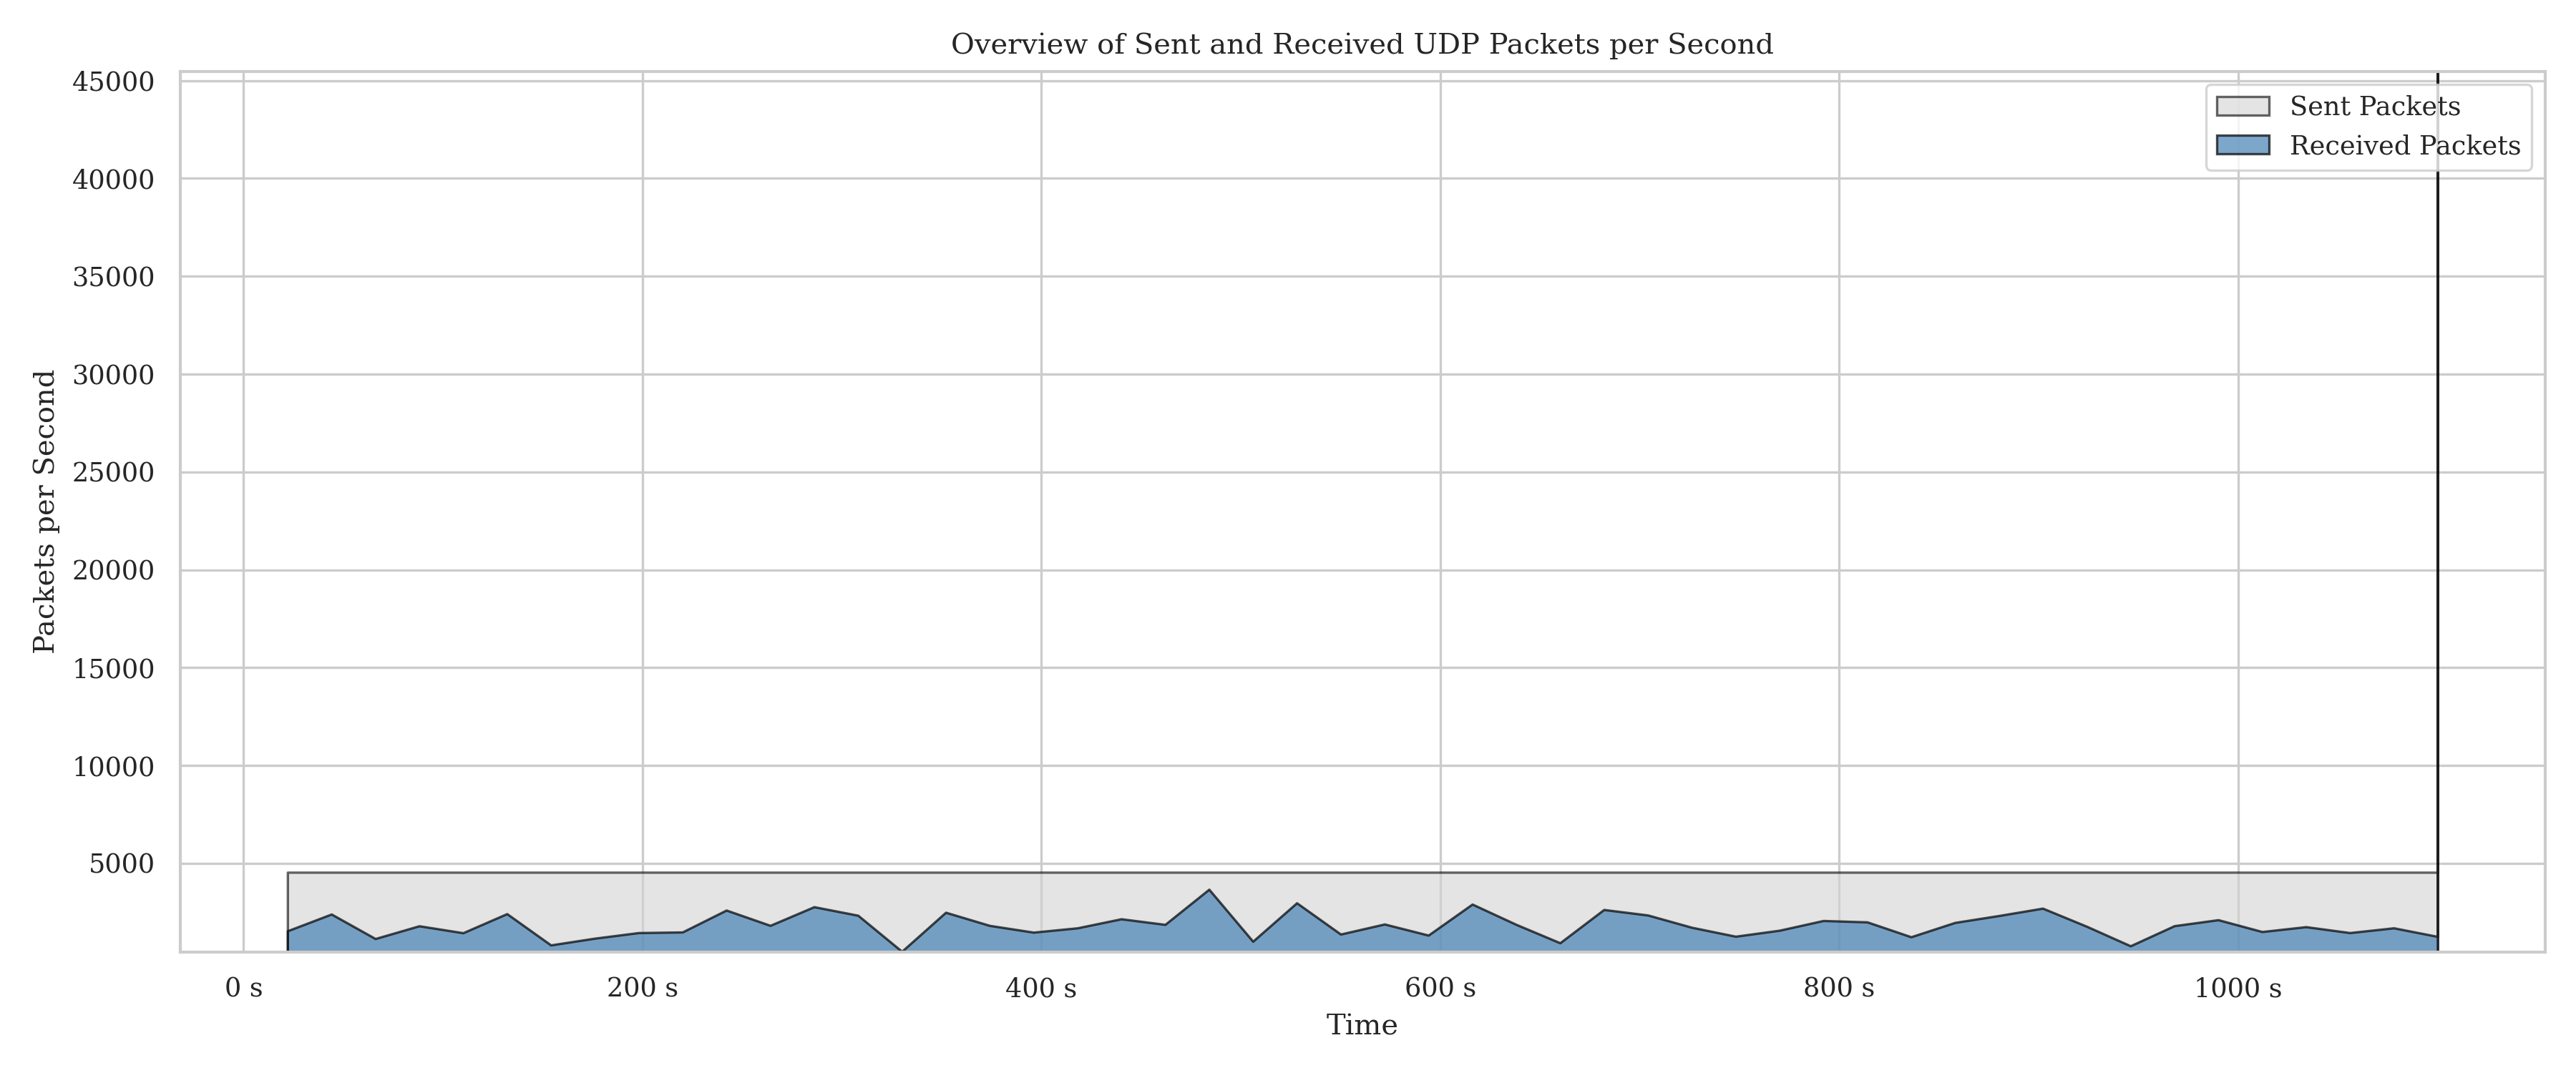 Overview of Sent and Received UDP Packets per Second
45000
40000
35000
30000
25000
20000
15000
10000
5000
Packets per Second
Sent Packets
Received Packets
0 s 200 s 400 s 600 s 800 s 1000 s
Time